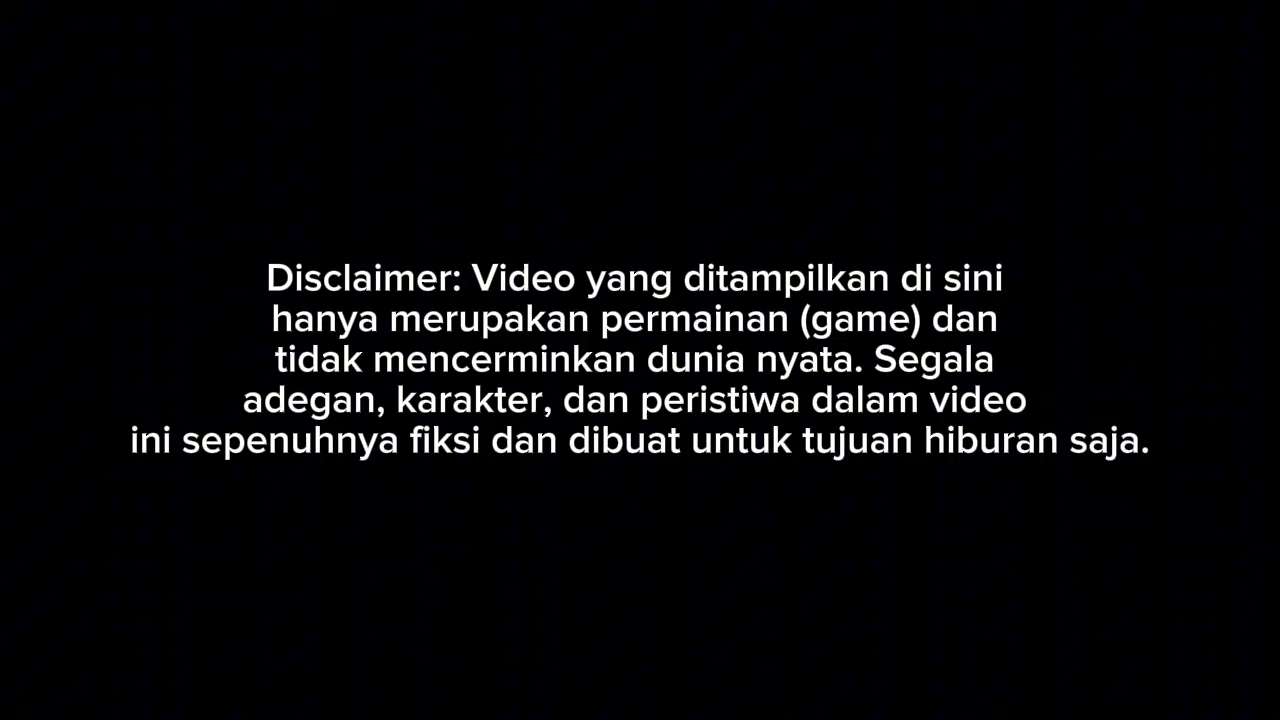 Disclaimer: Video yang ditampilkan di sini
hanya merupakan permainan (game) dan
tidak mencerminkan dunia nyata. Segala
adegan, karakter, dan peristiwa dalam video
ini sepenuhnya fiksi dan dibuat untuk tujuan hiburan saja.